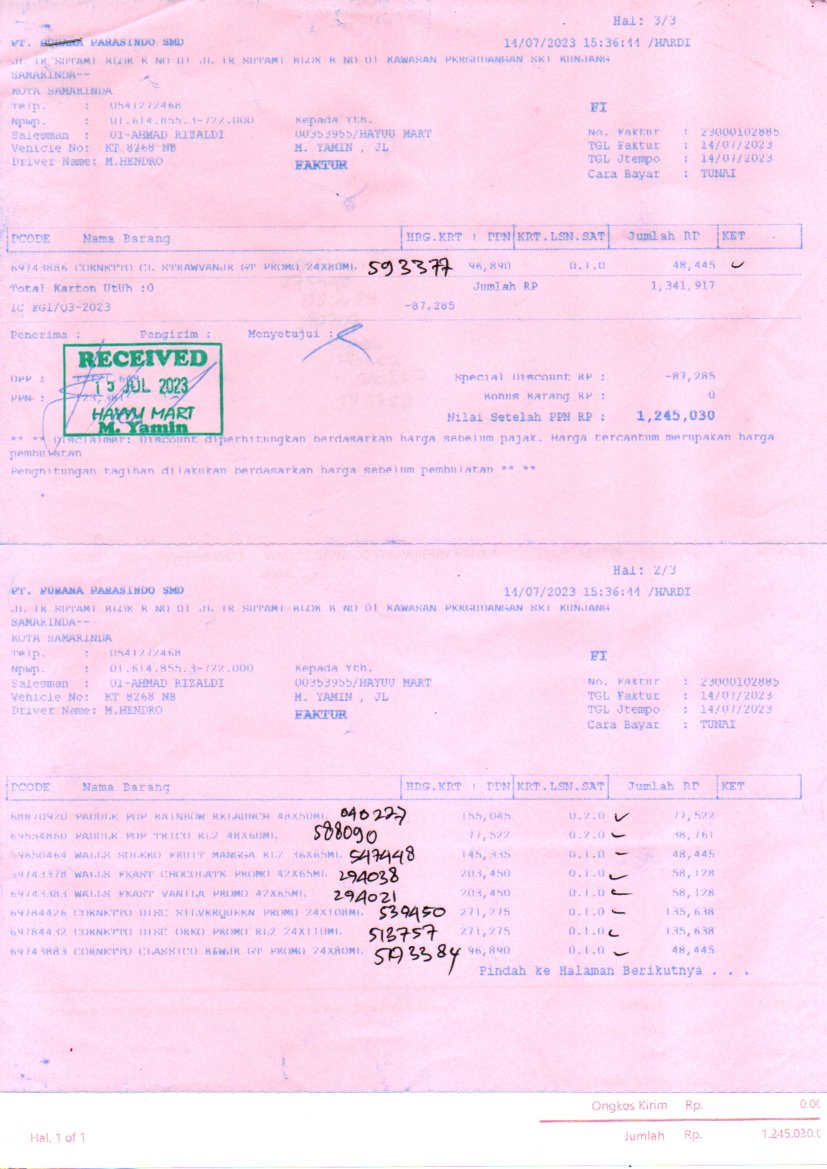 Hal: 3/3
PT. PARASINDO SMD 14/07/2023 15:36:44 /HARDI
JL IR SUTAMI BLOK B NO 01 JL IR SUTAMI BLOK B NO 01 KAWASAN PERGUDANGAN SKI KUNJANG
SAMARINDA--
KOTA SAMARINDA
Telp. : 0541272468 FI
Npwp. : 01.614.855.3-722.000 Kepada Yth.
Salesman : 01-AHMAD RIZALDI 00353955/HAYUU MART No. Faktur : 23000102885
Vehicle No: KT 8268 NB M. YAMIN , JL TGL Faktur : 14/07/2023
Driver Name: M.HENDRO FAKTUR TGL Jtempo : 14/07/2023
Cara Bayar : TUNAI
PCODE Nama Barang HRG.KRT + PPN KRT.LSN.SAT Jumlah RP KET
69743886 CORNETTO CL STRAWVANJR GT PROMO 24X80ML 593377 96,890 0.1.0 48,445 ✓
Total Karton Utuh :0 Jumlah RP 1,341,917
IC FGI/Q3-2023 -87,285
Penerima : Pengirim : Menyetujui :
RECEIVED
DPP : Special Discount RP : -87,285
JUL 2023
PPN : Bonus Barang RP : 0
HAYYU MART
M. Yamin
Nilai Setelah PPN RP : 1,245,030
** ** Disclaimer: Discount diperhitungkan berdasarkan harga sebelum pajak. Harga tercantum merupakan harga
pembulatan
Penghitungan tagihan dilakukan berdasarkan harga sebelum pembulatan ** **
Hal: 2/3
PT. PURANA PARASINDO SMD 14/07/2023 15:36:44 /HARDI
JL IR SUTAMI BLOK B NO 01 JL IR SUTAMI BLOK B NO 01 KAWASAN PERGUDANGAN SKI KUNJANG
SAMARINDA--
KOTA SAMARINDA
Telp. : 0541272468 FI
Npwp. : 01.614.855.3-722.000 Kepada Yth.
Salesman : 01-AHMAD RIZALDI 00353955/HAYUU MART No. Faktur : 23000102885
Vehicle No: KT 8268 NB M. YAMIN , JL TGL Faktur : 14/07/2023
Driver Name: M.HENDRO FAKTUR TGL Jtempo : 14/07/2023
Cara Bayar : TUNAI
PCODE Nama Barang HRG.KRT + PPN KRT.LSN.SAT Jumlah RP KET
68870920 PADDLE POP RAINBOW RELAUNCH 48X50ML 040227 155,045 0.2.0 ✓ 77,522
69554860 PADDLE POP TRICO RL2 48X60ML 588090 77,522 0.2.0 ✓ 38,761
59650464 WALLS SOLERO FRUIT MANGGA RL2 36X65ML 547448 145,335 0.1.0 ✓ 48,445
69743378 WALLS FEAST CHOCOLATE PROMO 42X65ML 294038 203,450 0.1.0 ✓ 58,128
69743383 WALLS FEAST VANILA PROMO 42X65ML 294021 203,450 0.1.0 ✓ 58,128
69784426 CORNETTO DISC SILVERQUEEN PROMO 24X108ML 539450 271,275 0.1.0 ✓ 135,638
69784432 CORNETTO DISC OREO PROMO RL2 24X110ML 513757 271,275 0.1.0 ✓ 135,638
69743883 CORNETTO CLASSICO B&WJR GT PROMO 24X80ML 593384 96,890 0.1.0 ✓ 48,445
Pindah ke Halaman Berikutnya . . .
Ongkos Kirim Rp. 0.00
Hal. 1 of 1 Jumlah Rp. 1,245,030.0